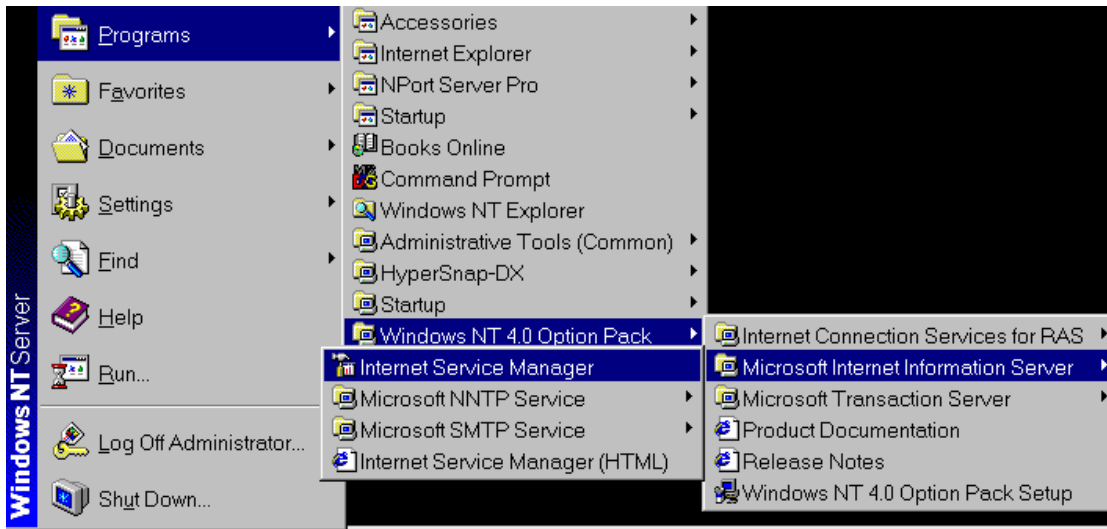 Windows NT Server
Programs
Favorites
Documents
Settings
Find
Help
Run...
Log Off Administrator...
Shut Down...
Accessories
Internet Explorer
NPort Server Pro
Startup
Books Online
Command Prompt
Windows NT Explorer
Administrative Tools (Common)
HyperSnap-DX
Startup
Windows NT 4.0 Option Pack
Internet Connection Services for RAS
Microsoft Internet Information Server
Microsoft Transaction Server
Product Documentation
Release Notes
Windows NT 4.0 Option Pack Setup
Internet Service Manager
Microsoft NNTP Service
Microsoft SMTP Service
Internet Service Manager (HTML)